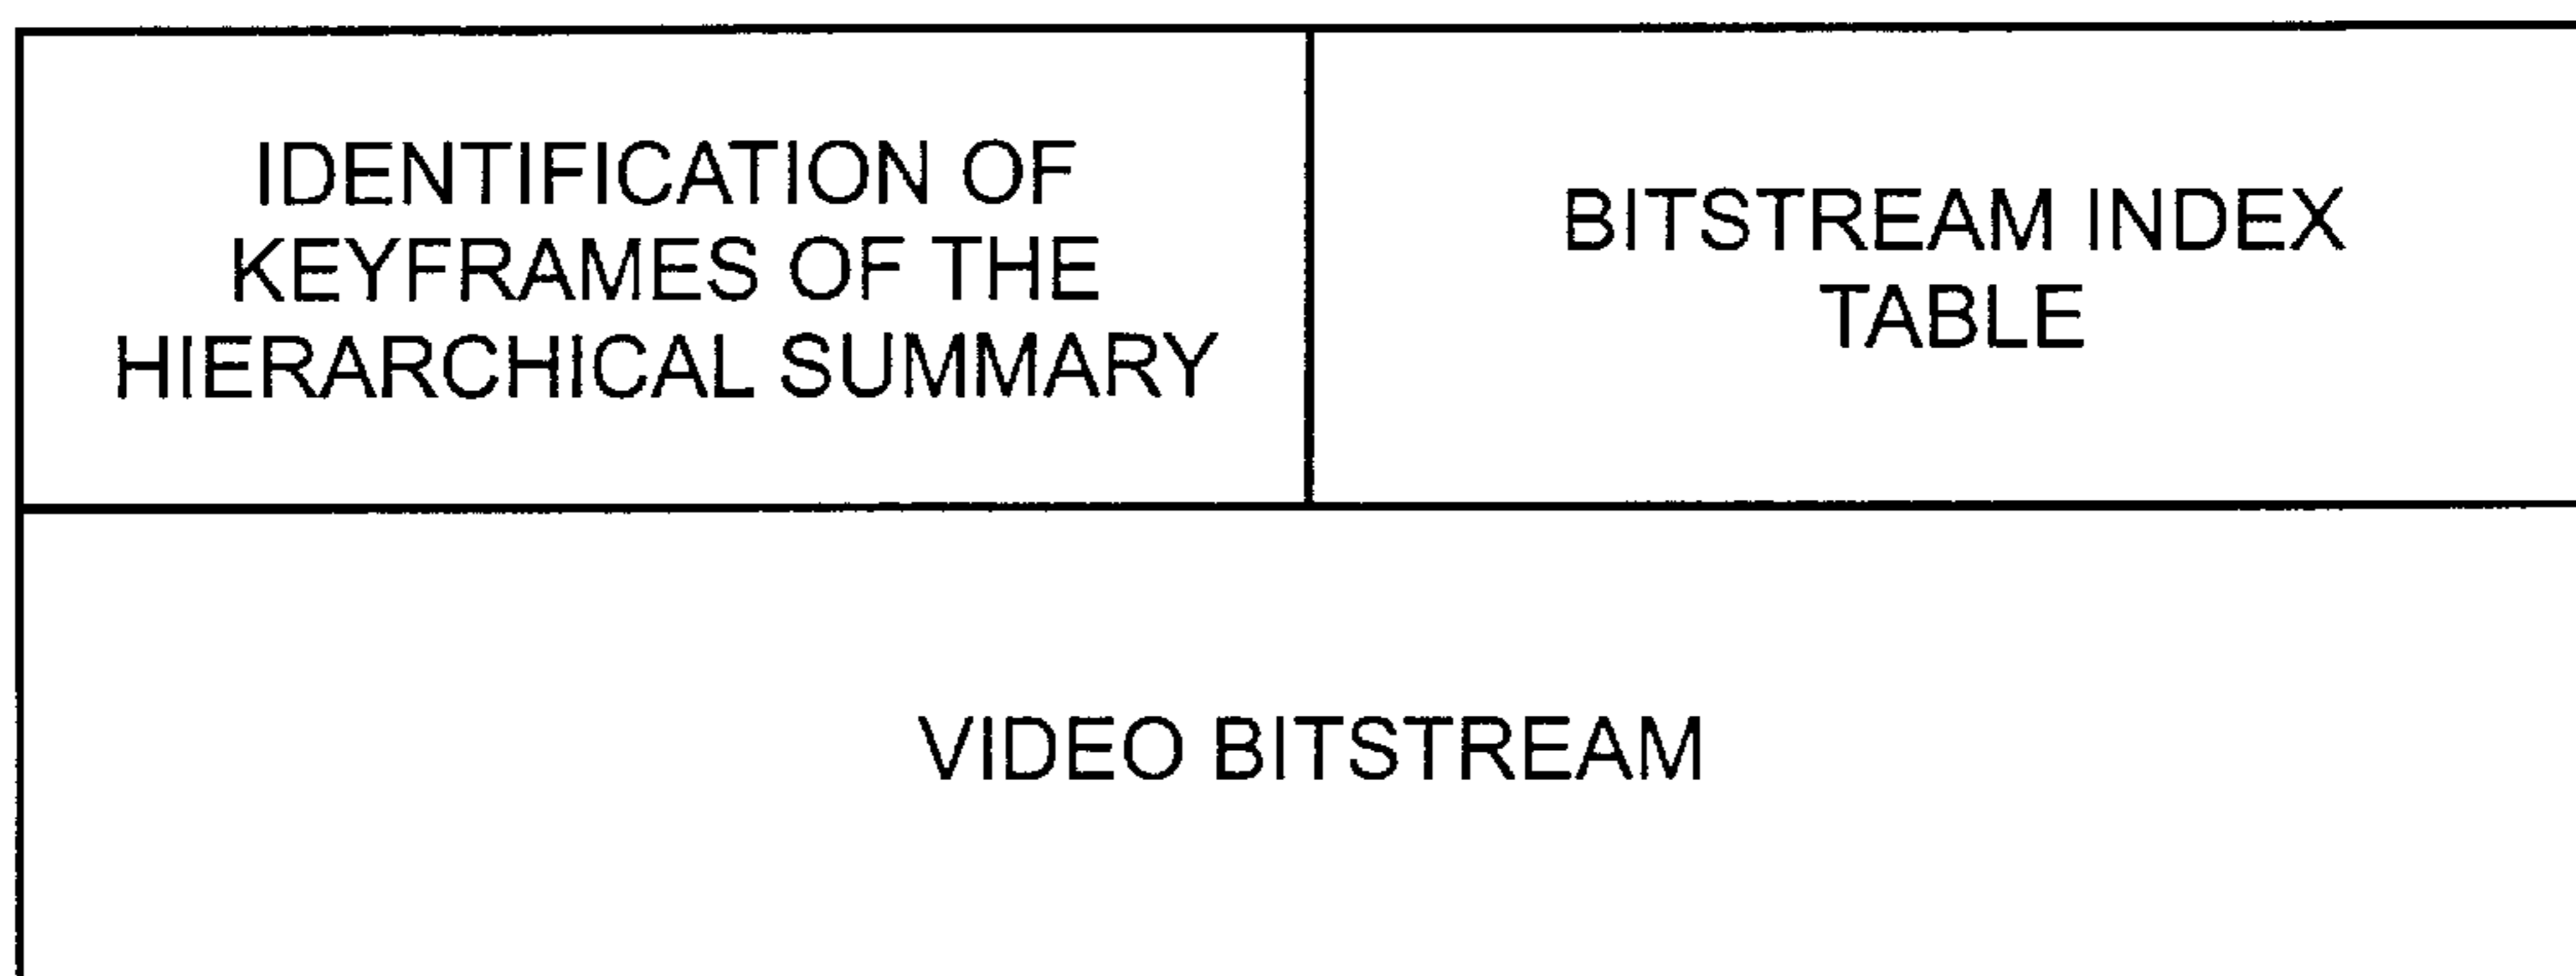 IDENTIFICATION OF
KEYFRAMES OF THE
HIERARCHICAL SUMMARY
BITSTREAM INDEX
TABLE
VIDEO BITSTREAM